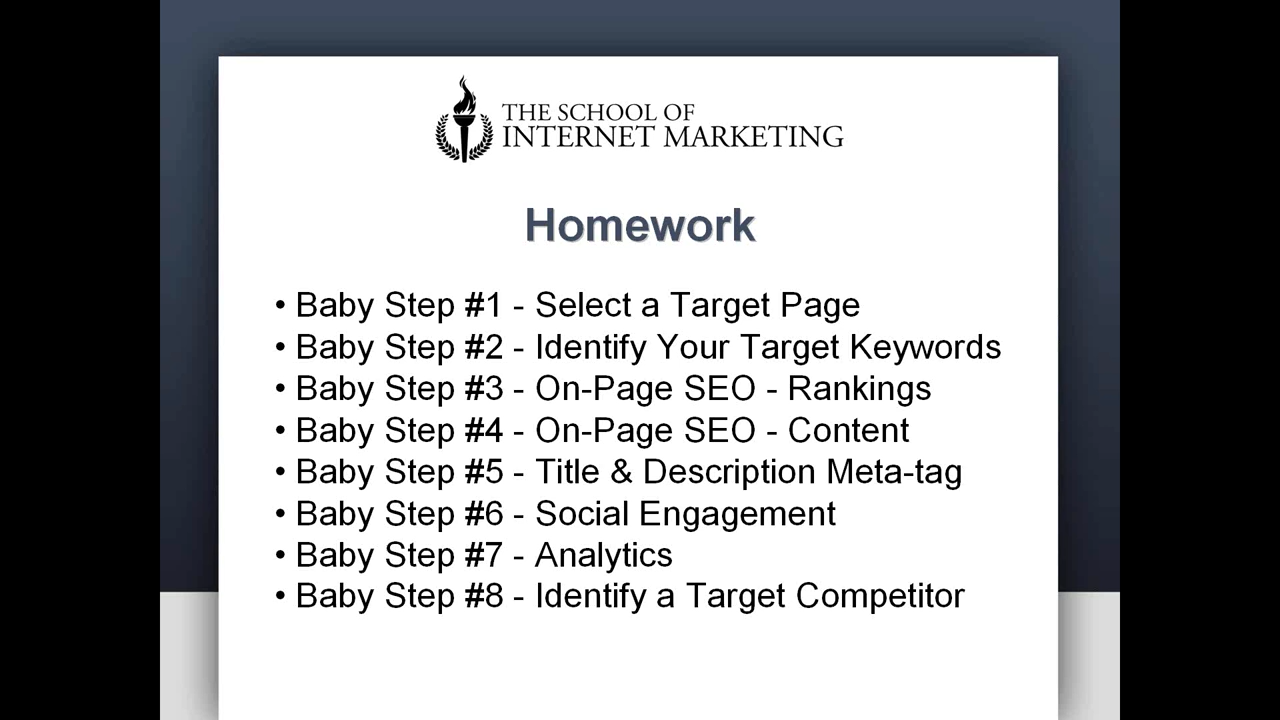 THE SCHOOL OF
INTERNET MARKETING
Homework
• Baby Step #1 - Select a Target Page
• Baby Step #2 - Identify Your Target Keywords
• Baby Step #3 - On-Page SEO - Rankings
• Baby Step #4 - On-Page SEO - Content
• Baby Step #5 - Title & Description Meta-tag
• Baby Step #6 - Social Engagement
• Baby Step #7 - Analytics
• Baby Step #8 - Identify a Target Competitor